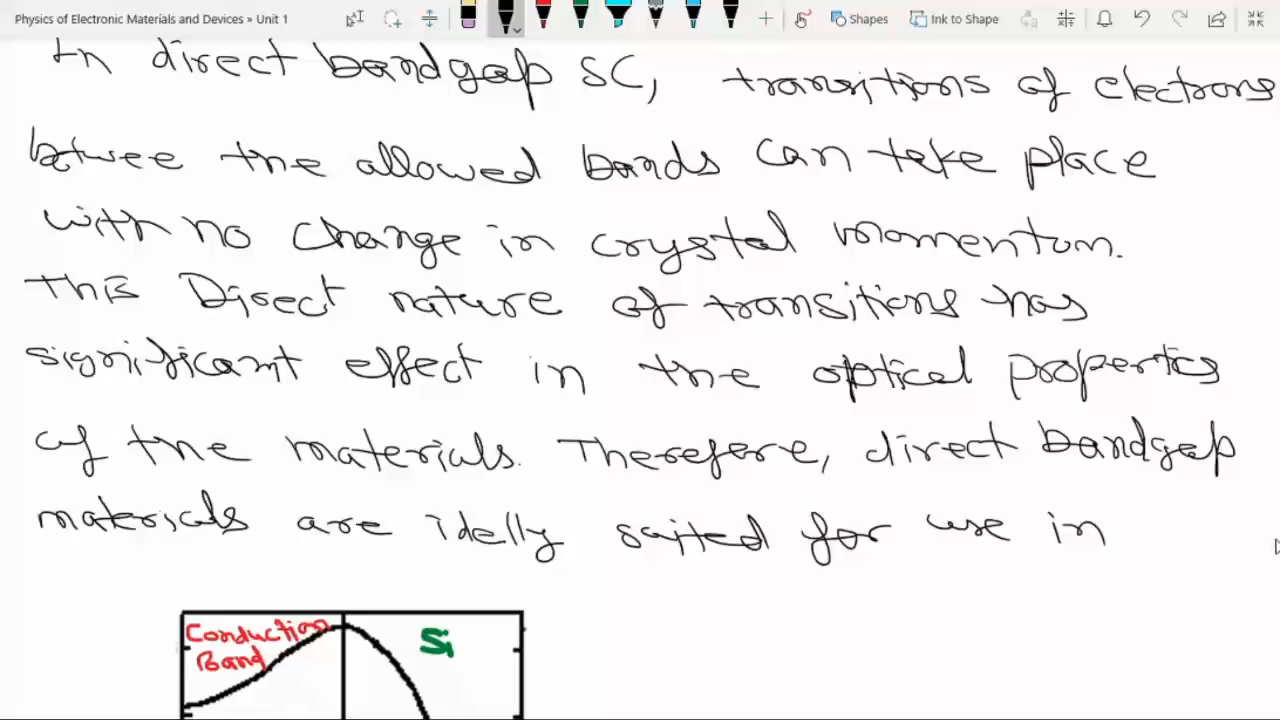 Physics of Electronic Materials and Devices » Unit 1
Shapes
Ink to Shape
In direct bandgap SC, transitions of electrons
betwee the allowed bands can take place
with no change in crystal momentum.
This Direct nature of transitions has
significant effect in the optical properties
of the materials. Therefore, direct bandgap
materials are idelly suited for use in
Conduction
Band
Si